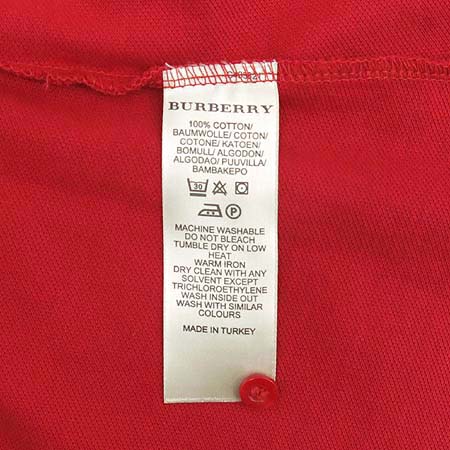 BURBERRY
100% COTTON/
BAUMWOLLE/ COTON/
COTONE/ KATOEN/
BOMULL/ ALGODON/
ALGODAO/ PUUVILLA/
BAMBAKEPO
30
P
MACHINE WASHABLE
DO NOT BLEACH
TUMBLE DRY ON LOW
HEAT
WARM IRON
DRY CLEAN WITH ANY
SOLVENT EXCEPT
TRICHLOROETHYLENE
WASH INSIDE OUT
WASH WITH SIMILAR
COLOURS
MADE IN TURKEY